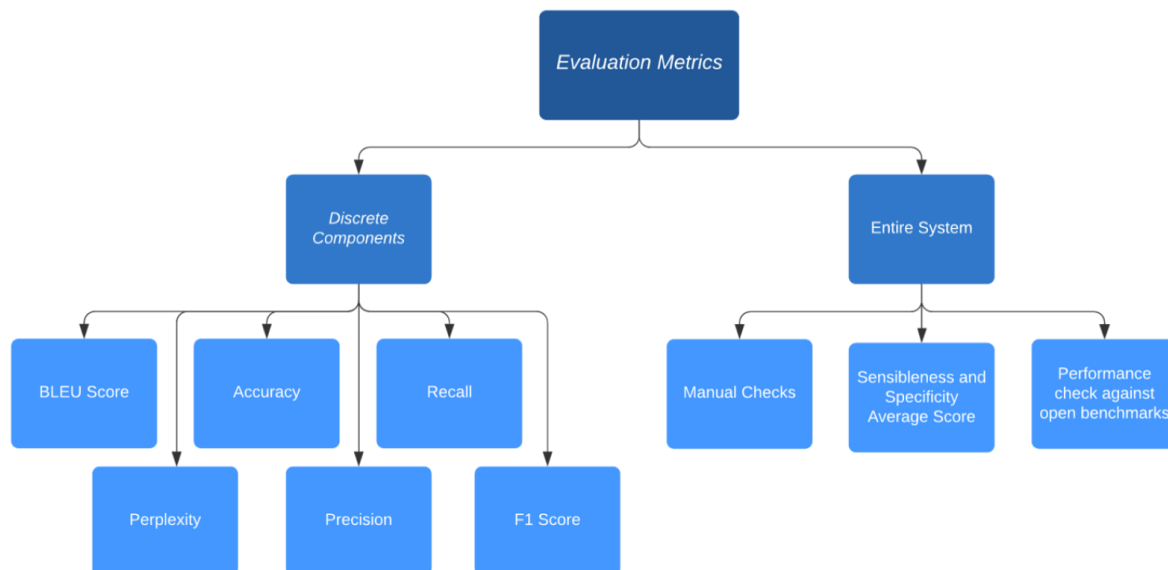 Evaluation Metrics
Discrete
Components
Entire System
BLEU Score
Accuracy
Recall
Manual Checks
Sensibleness and
Specificity
Average Score
Performance
check against
open benchmarks
Perplexity
Precision
F1 Score